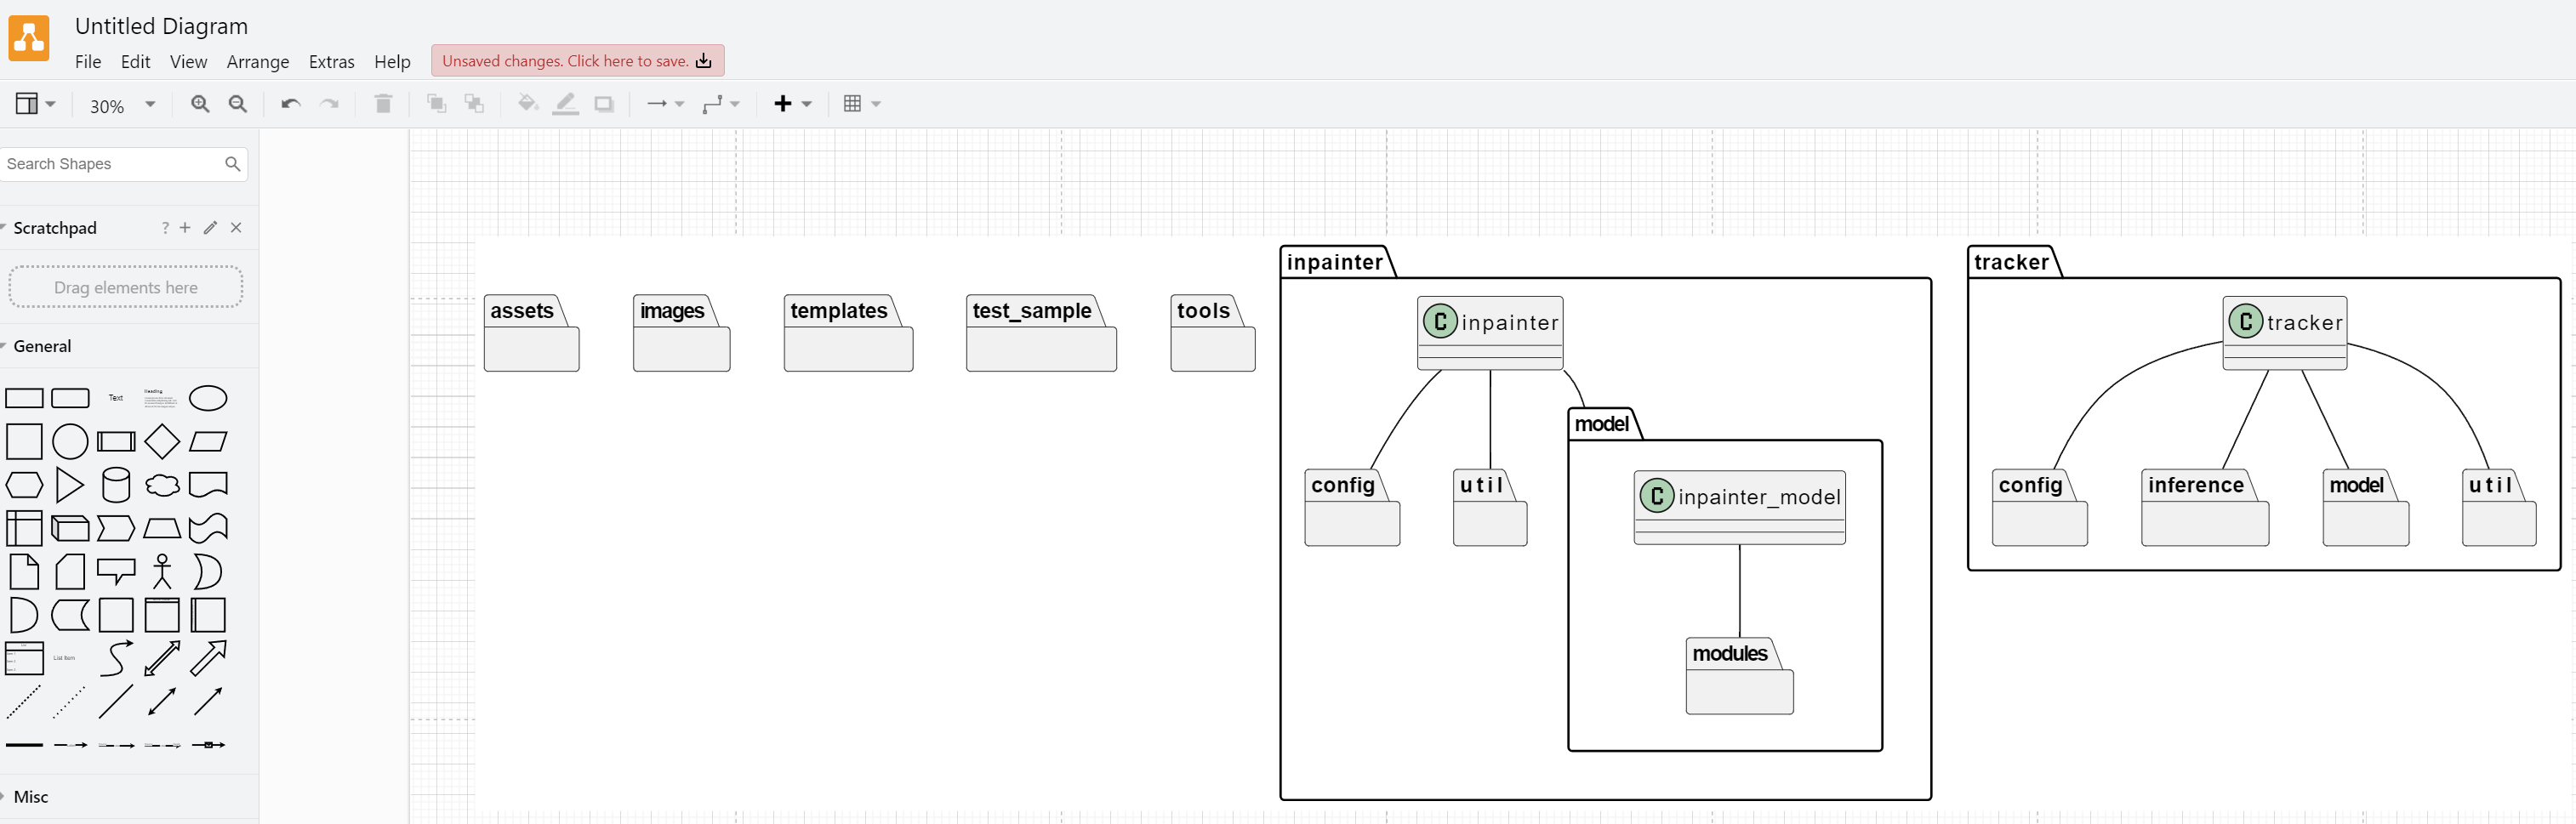 Untitled Diagram
File Edit View Arrange Extras Help Unsaved changes. Click here to save.
30%
Search Shapes
Scratchpad ? +
Drag elements here
General
Text
Heading
List Item
Misc
assets
images
templates
test_sample
tools
inpainter
C inpainter
config
util
model
C inpainter_model
modules
tracker
C tracker
config
inference
model
util